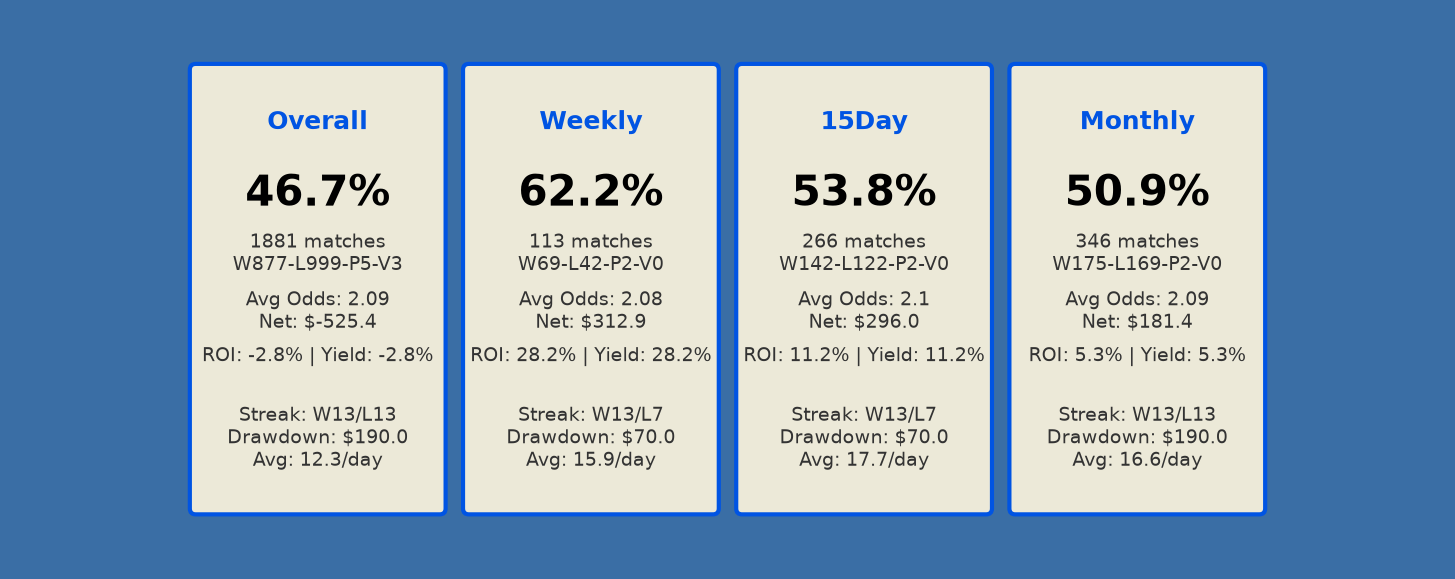 Overall
46.7%
1881 matches
W877-L999-P5-V3
Avg Odds: 2.09
Net: $-525.4
ROI: -2.8% | Yield: -2.8%
Streak: W13/L13
Drawdown: $190.0
Avg: 12.3/day
Weekly
62.2%
113 matches
W69-L42-P2-V0
Avg Odds: 2.08
Net: $312.9
ROI: 28.2% | Yield: 28.2%
Streak: W13/L7
Drawdown: $70.0
Avg: 15.9/day
15Day
53.8%
266 matches
W142-L122-P2-V0
Avg Odds: 2.1
Net: $296.0
ROI: 11.2% | Yield: 11.2%
Streak: W13/L7
Drawdown: $70.0
Avg: 17.7/day
Monthly
50.9%
346 matches
W175-L169-P2-V0
Avg Odds: 2.09
Net: $181.4
ROI: 5.3% | Yield: 5.3%
Streak: W13/L13
Drawdown: $190.0
Avg: 16.6/day